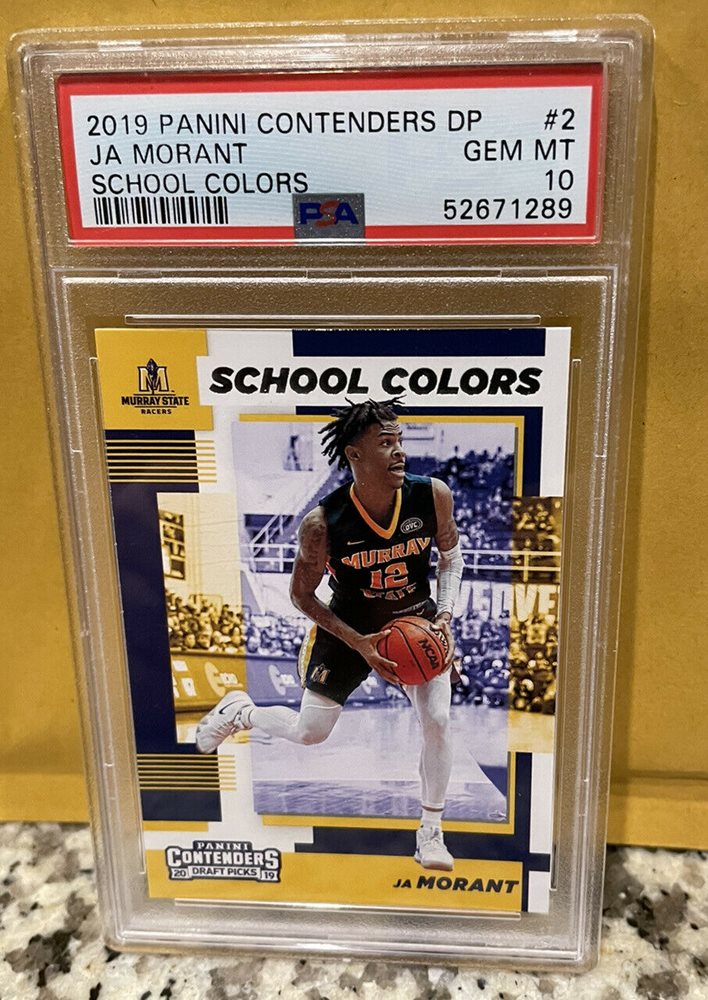 2019 PANINI CONTENDERS DP #2
JA MORANT GEM MT
SCHOOL COLORS 10
PSA 52671289
M
MURRAY STATE
RACERS
SCHOOL COLORS
OVC
MURRAY
12
STATE
NCAA
M
PANINI
CONTENDERS
20 DRAFT PICKS 19
JA MORANT